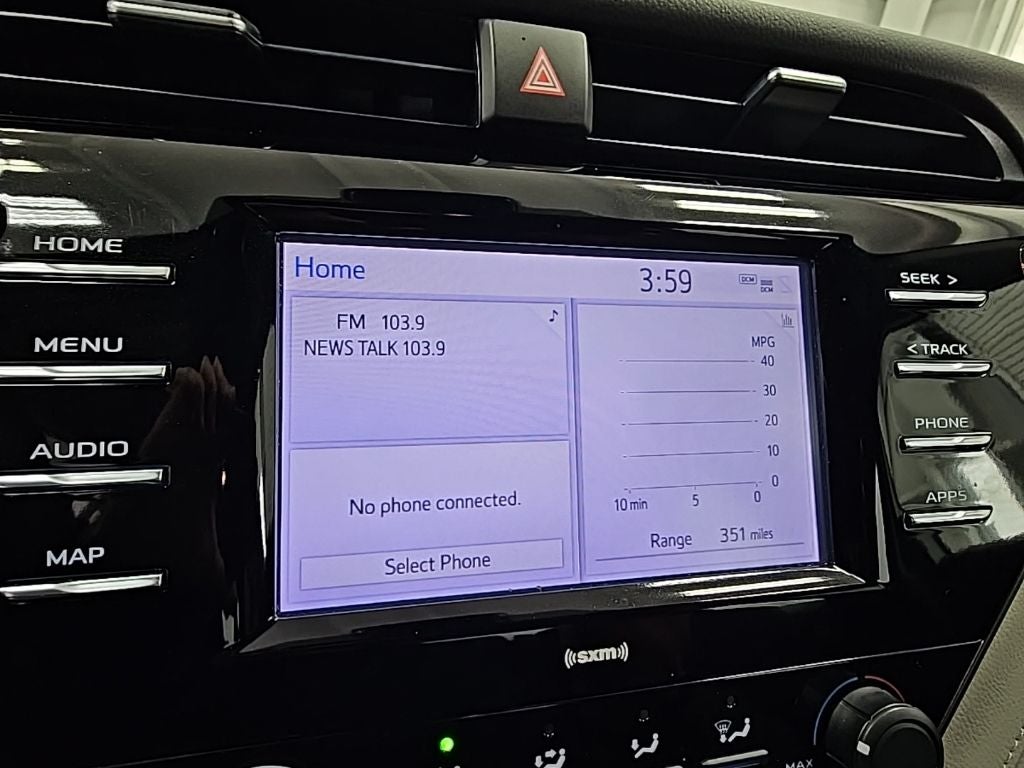 HOME
MENU
AUDIO
MAP
Home
3:59
DCM
DCM
FM 103.9
NEWS TALK 103.9
No phone connected.
Select Phone
MPG
40
30
20
10
0
10 min 5 0
Range 351 miles
SEEK >
< TRACK
PHONE
APPS
((sxm))
MAX